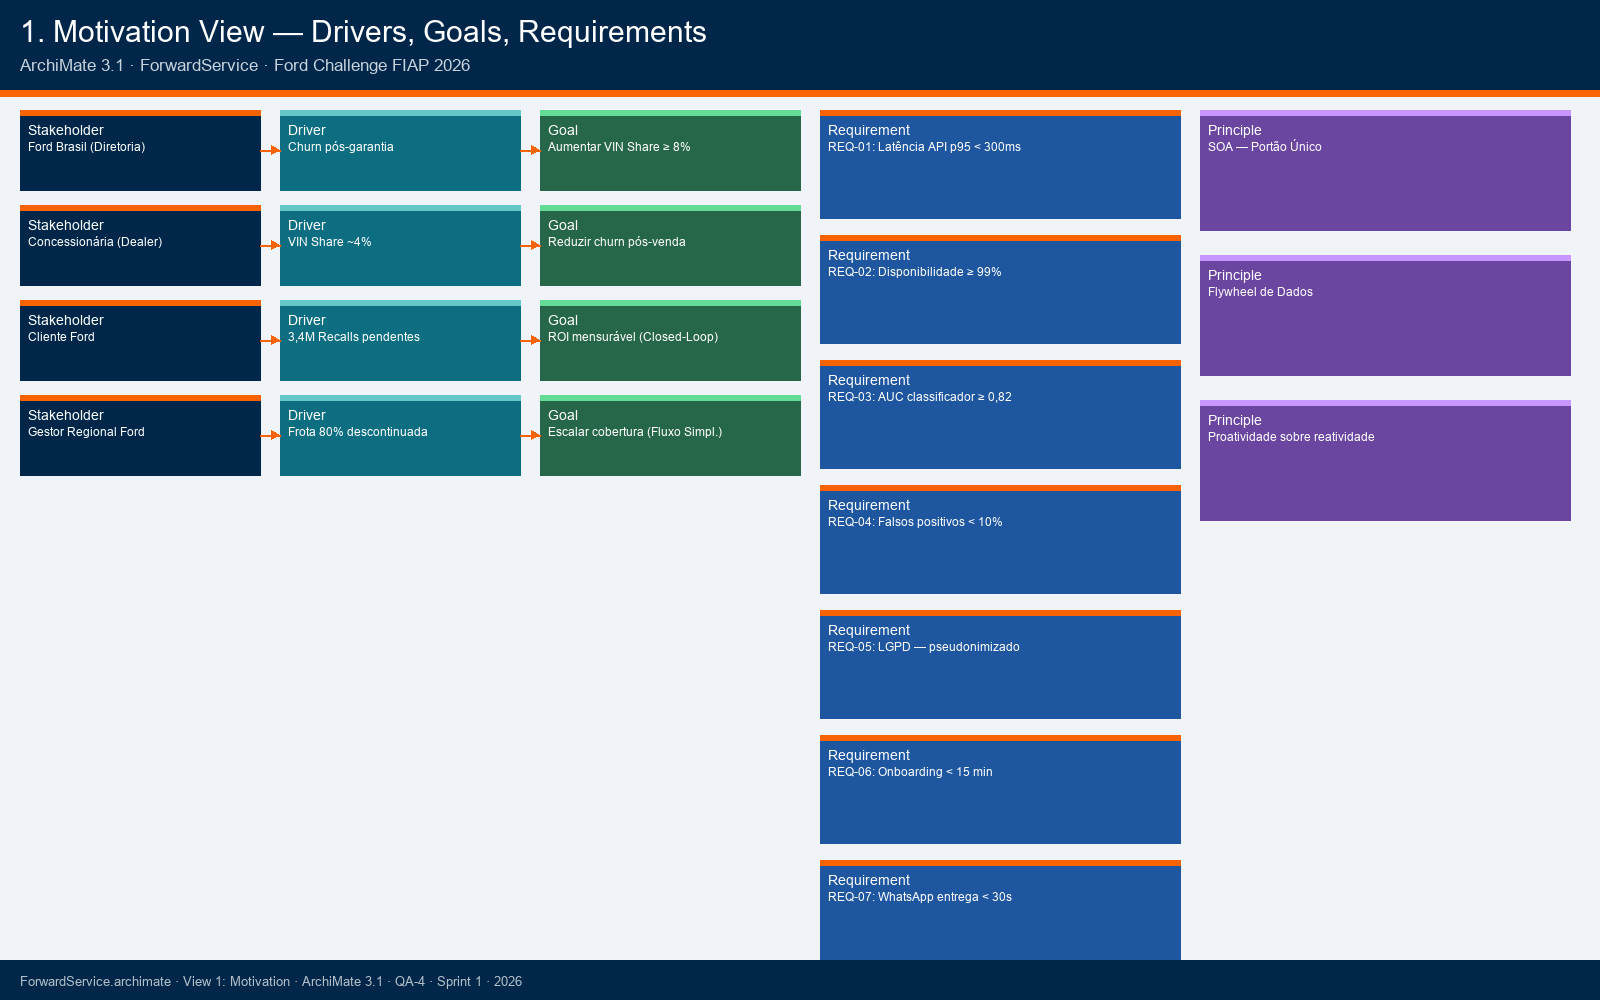 1. Motivation View — Drivers, Goals, Requirements
ArchiMate 3.1 · ForwardService · Ford Challenge FIAP 2026
Stakeholder
Ford Brasil (Diretoria)
Driver
Churn pós-garantia
Goal
Aumentar VIN Share ≥ 8%
Stakeholder
Concessionária (Dealer)
Driver
VIN Share ~4%
Goal
Reduzir churn pós-venda
Stakeholder
Cliente Ford
Driver
3,4M Recalls pendentes
Goal
ROI mensurável (Closed-Loop)
Stakeholder
Gestor Regional Ford
Driver
Frota 80% descontinuada
Goal
Escalar cobertura (Fluxo Simpl.)
Requirement
REQ-01: Latência API p95 < 300ms
Requirement
REQ-02: Disponibilidade ≥ 99%
Requirement
REQ-03: AUC classificador ≥ 0,82
Requirement
REQ-04: Falsos positivos < 10%
Requirement
REQ-05: LGPD — pseudonimizado
Requirement
REQ-06: Onboarding < 15 min
Requirement
REQ-07: WhatsApp entrega < 30s
Principle
SOA — Portão Único
Principle
Flywheel de Dados
Principle
Proatividade sobre reatividade
ForwardService.archimate · View 1: Motivation · ArchiMate 3.1 · QA-4 · Sprint 1 · 2026